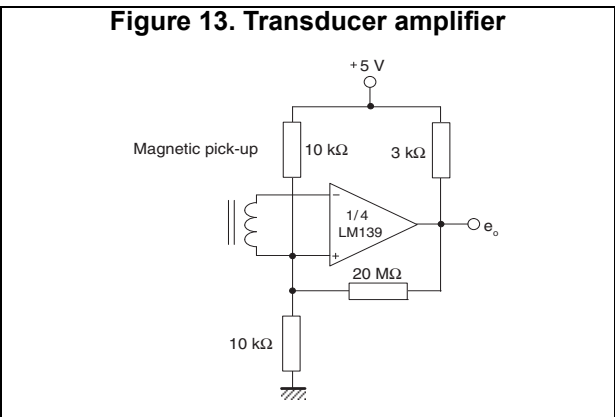 Figure 13. Transducer amplifier
+5 V
Magnetic pick-up
10 kΩ
3 kΩ
−
1/4
LM139
+
eo
20 MΩ
10 kΩ